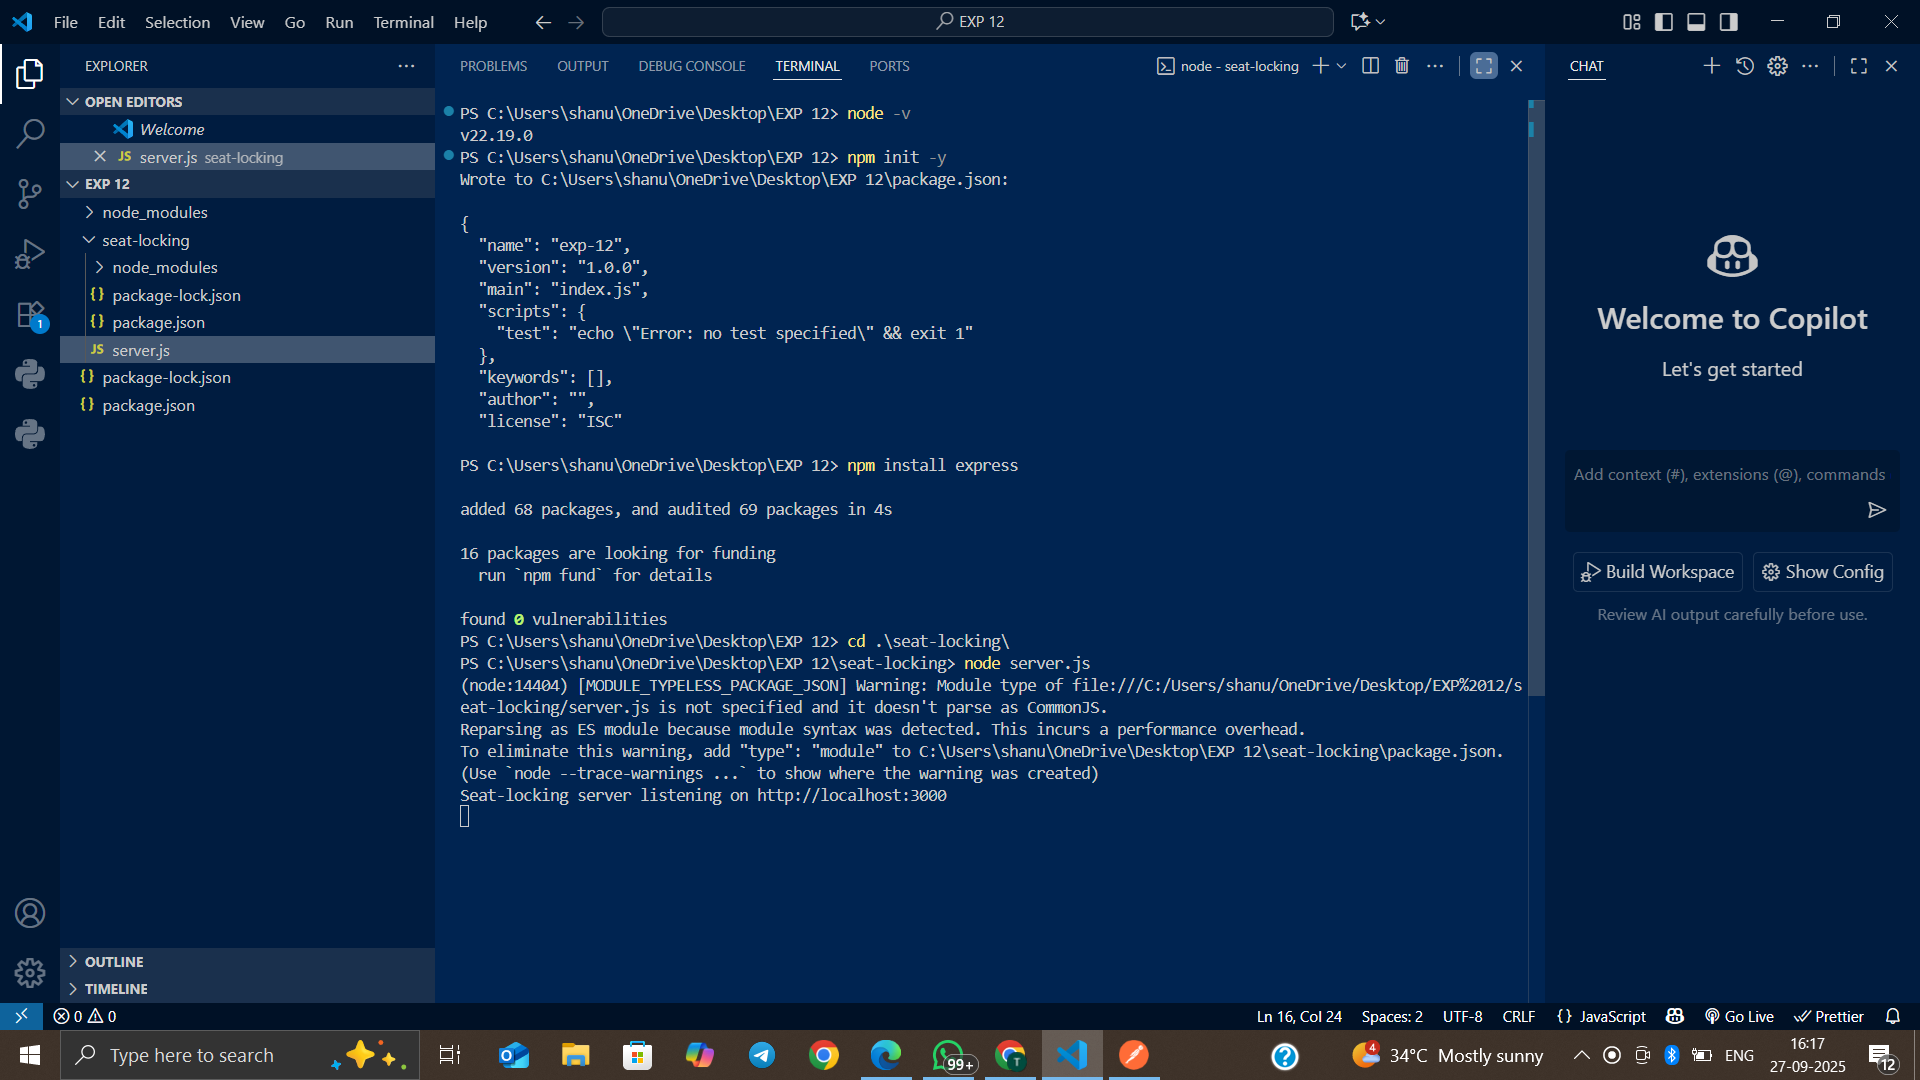 File Edit Selection View Go Run Terminal Help
EXP 12
EXPLORER
OPEN EDITORS
Welcome
JS server.js seat-locking
EXP 12
node_modules
seat-locking
node_modules
{} package-lock.json
{} package.json
JS server.js
{} package-lock.json
{} package.json
1
OUTLINE
TIMELINE
PROBLEMS OUTPUT DEBUG CONSOLE TERMINAL PORTS
node - seat-locking
PS C:\Users\shanu\OneDrive\Desktop\EXP 12> node -v
v22.19.0
PS C:\Users\shanu\OneDrive\Desktop\EXP 12> npm init -y
Wrote to C:\Users\shanu\OneDrive\Desktop\EXP 12\package.json:
{
"name": "exp-12",
"version": "1.0.0",
"main": "index.js",
"scripts": {
"test": "echo \"Error: no test specified\" && exit 1"
},
"keywords": [],
"author": "",
"license": "ISC"
PS C:\Users\shanu\OneDrive\Desktop\EXP 12> npm install express
added 68 packages, and audited 69 packages in 4s
16 packages are looking for funding
run `npm fund` for details
found 0 vulnerabilities
PS C:\Users\shanu\OneDrive\Desktop\EXP 12> cd .\seat-locking\
PS C:\Users\shanu\OneDrive\Desktop\EXP 12\seat-locking> node server.js
(node:14404) [MODULE_TYPELESS_PACKAGE_JSON] Warning: Module type of file:///C:/Users/shanu/OneDrive/Desktop/EXP%2012/s
eat-locking/server.js is not specified and it doesn't parse as CommonJS.
Reparsing as ES module because module syntax was detected. This incurs a performance overhead.
To eliminate this warning, add "type": "module" to C:\Users\shanu\OneDrive\Desktop\EXP 12\seat-locking\package.json.
(Use `node --trace-warnings ...` to show where the warning was created)
Seat-locking server listening on http://localhost:3000
CHAT
Welcome to Copilot
Let's get started
Add context (#), extensions (@), commands
Build Workspace
Show Config
Review AI output carefully before use.
0 0
Ln 16, Col 24 Spaces: 2 UTF-8 CRLF {} JavaScript Go Live Prettier
Type here to search
99+
T
4
34°C Mostly sunny
ENG
16:17
27-09-2025
12